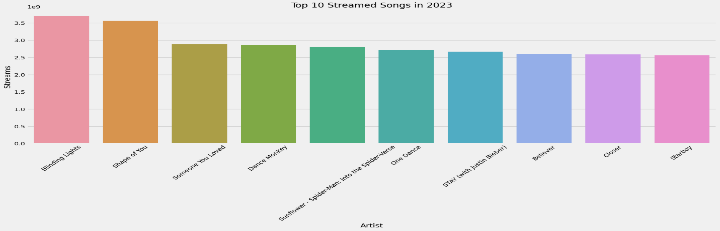 Top 10 Streamed Songs in 2023
1e9
3.5
3.0
2.5
2.0
1.5
1.0
0.5
0.0
Streams
Blinding Lights
Shape of You
Someone You Loved
Dance Monkey
Sunflower - Spider-Man: Into the Spider-Verse
One Dance
STAY (with Justin Bieber)
Believer
Closer
Starboy
Artist